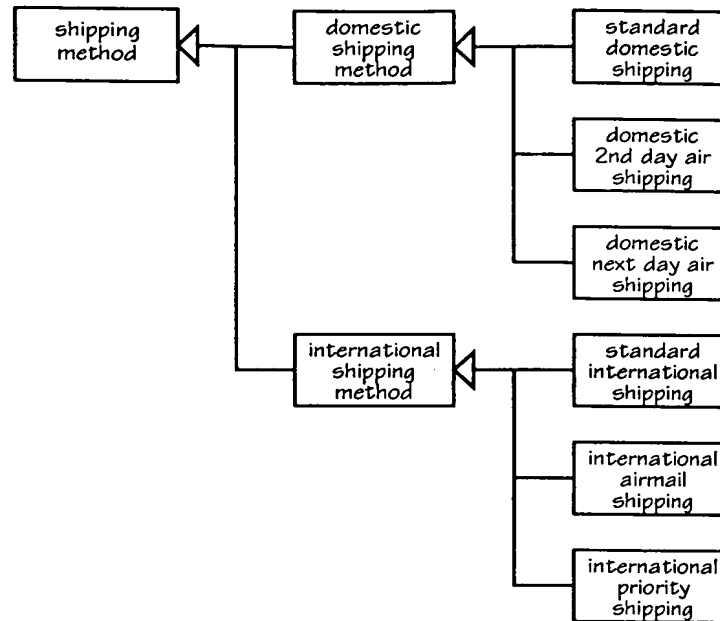 shipping
method
domestic
shipping
method
standard
domestic
shipping
domestic
2nd day air
shipping
domestic
next day air
shipping
international
shipping
method
standard
international
shipping
international
airmail
shipping
international
priority
shipping